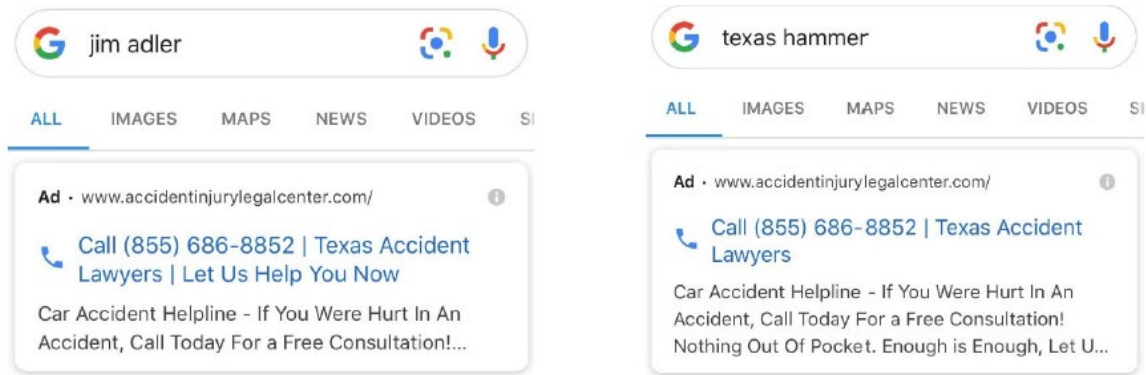 jim adler
ALL IMAGES MAPS NEWS VIDEOS
Ad · www.accidentinjurylegalcenter.com/
Call (855) 686-8852 | Texas Accident
Lawyers | Let Us Help You Now
Car Accident Helpline - If You Were Hurt In An
Accident, Call Today For a Free Consultation!...
texas hammer
ALL IMAGES MAPS NEWS VIDEOS
Ad · www.accidentinjurylegalcenter.com/
Call (855) 686-8852 | Texas Accident
Lawyers
Car Accident Helpline - If You Were Hurt In An
Accident, Call Today For a Free Consultation!
Nothing Out Of Pocket. Enough is Enough, Let U...